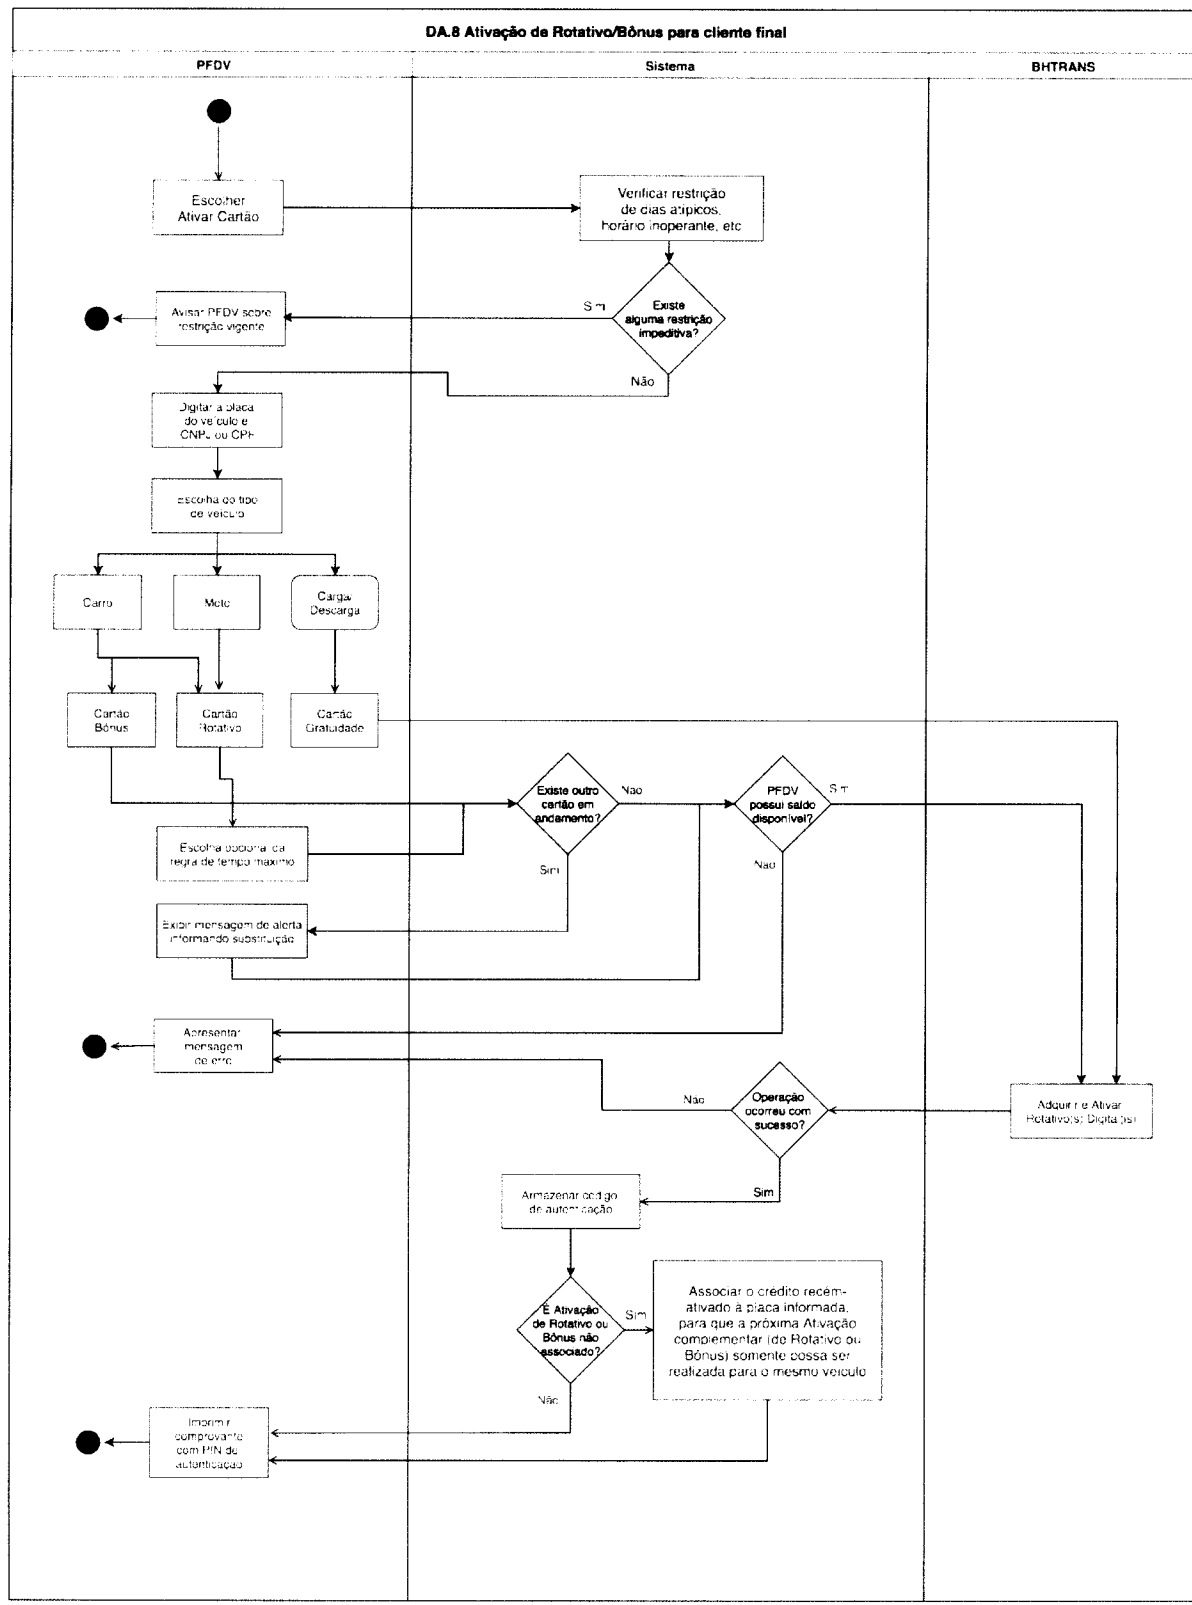 DA.8 Ativação de Rotativo/Bônus para cliente final
PFDV
Sistema
BHTRANS
Escolher
Ativar Cartão
Verificar restrição
de dias atípicos,
horário inoperante, etc
Existe
alguma restrição
impeditiva?
Sim
Avisar PFDV sobre
restrição vigente
Não
Digitar a placa
do veículo e
CNPJ ou CPF
Escolha do tipo
de veículo
Carro
Moto
Carga/
Descarga
Cartão
Bônus
Cartão
Rotativo
Cartão
Gratuidade
Existe outro
cartão em
andamento?
Não
PFDV
possui saldo
disponível?
Sim
Escolha opcional da
regra de tempo máximo
Sim
Não
Exibir mensagem de alerta
informando substituição
Apresentar
mensagem
de erro
Operação
ocorreu com
sucesso?
Não
Adquirir e Ativar
Rotativo(s) Digital(is)
Sim
Armazenar código
de autenticação
É Ativação
de Rotativo ou
Bônus não
associado?
Sim
Associar o crédito recém-
ativado à placa informada,
para que a próxima Ativação
complementar (de Rotativo ou
Bônus) somente possa ser
realizada para o mesmo veículo
Não
Imprimir
comprovante
com PIN de
autenticação